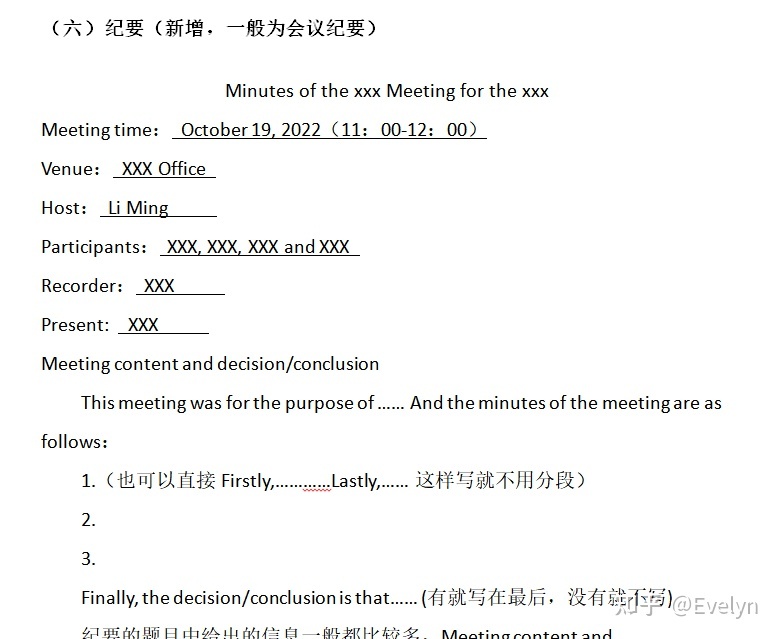 （六）纪要（新增，一般为会议纪要）
Minutes of the xxx Meeting for the xxx
Meeting time： October 19, 2022（11：00-12：00）
Venue： XXX Office
Host： Li Ming
Participants： XXX, XXX, XXX and XXX
Recorder： XXX
Present: XXX
Meeting content and decision/conclusion
This meeting was for the purpose of …… And the minutes of the meeting are as
follows：
1.（也可以直接 Firstly,…………Lastly,…… 这样写就不用分段）
2.
3.
Finally, the decision/conclusion is that…… (有就写在最后，没有就不写)
知乎 @Evelyn
纪要的题目中给出的信息一般都比较多，Meeting content and